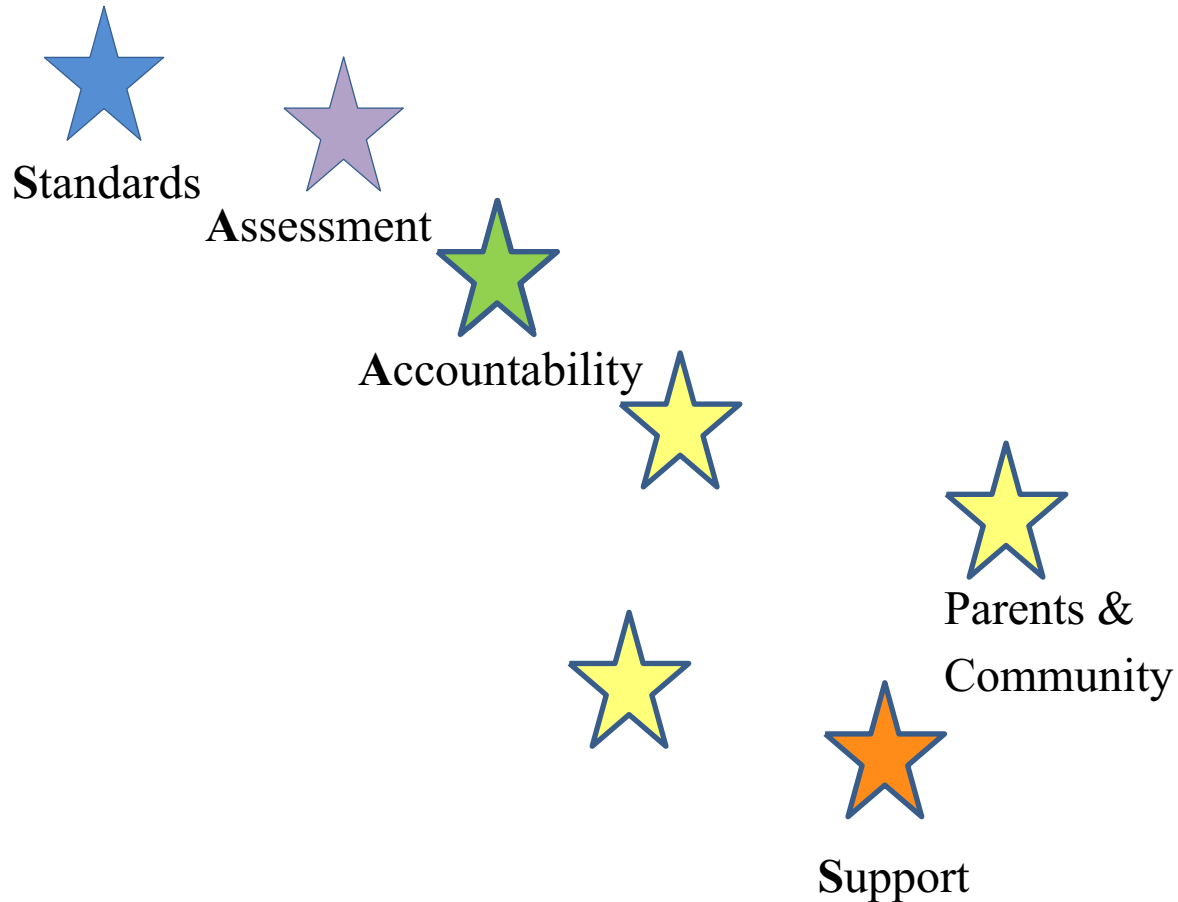 Standards
Assessment
Accountability
Parents &
Community
Support